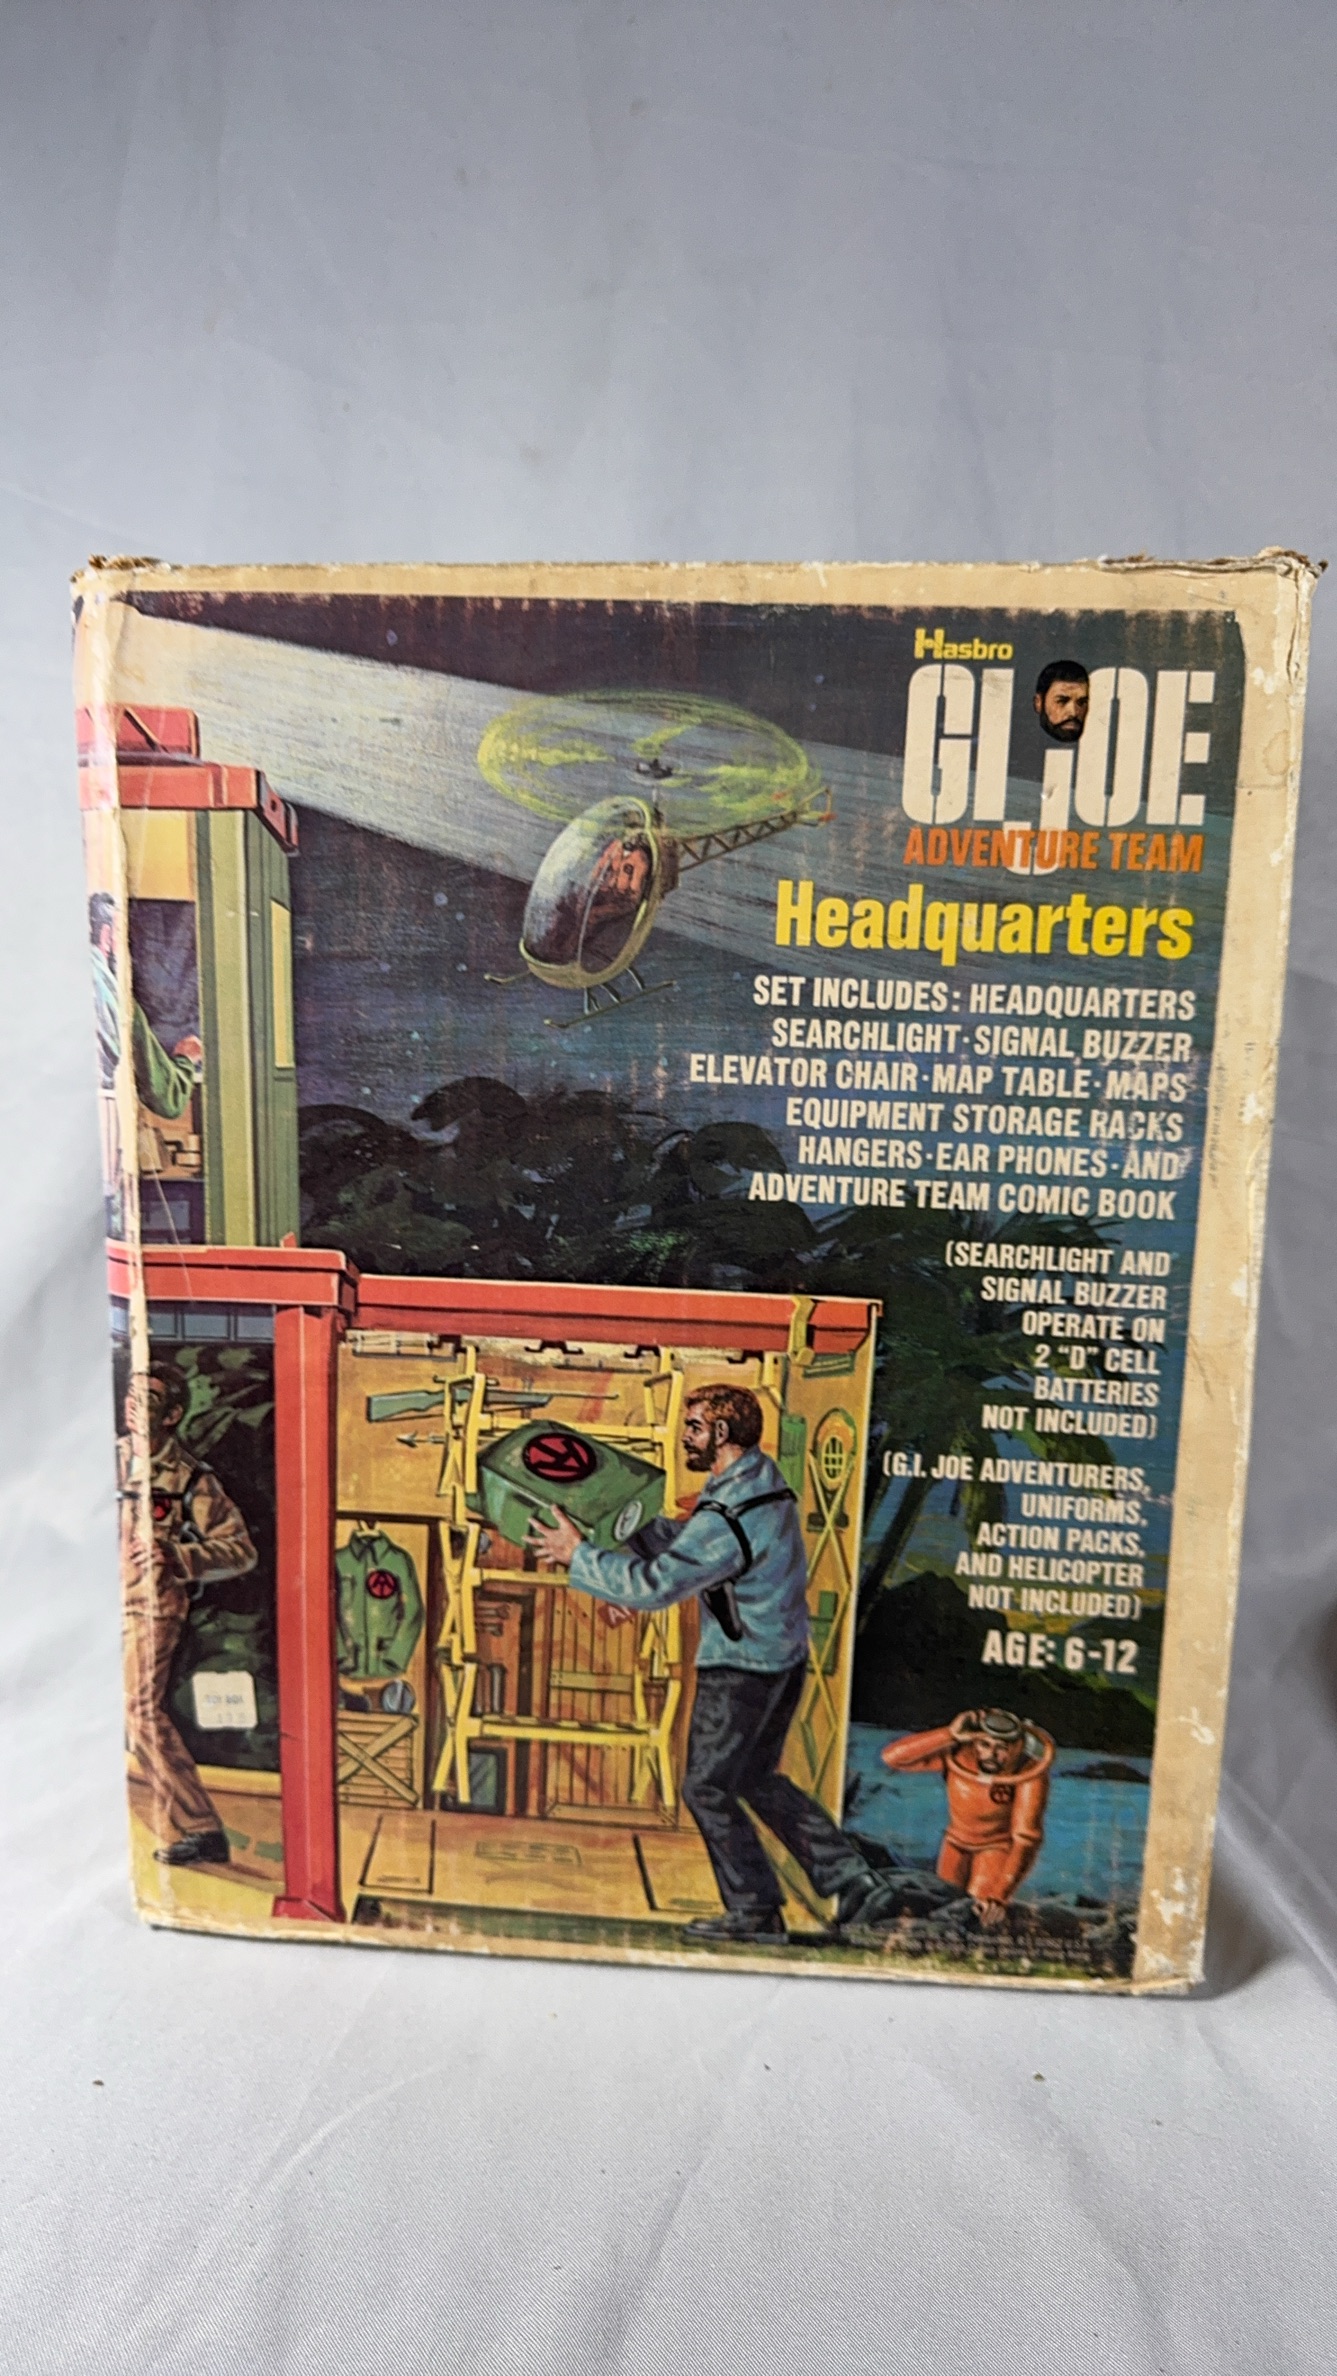 Hasbro
GI JOE
ADVENTURE TEAM
Headquarters
SET INCLUDES: HEADQUARTERS
SEARCHLIGHT·SIGNAL BUZZER
ELEVATOR CHAIR·MAP TABLE·MAPS
EQUIPMENT STORAGE RACKS
HANGERS·EAR PHONES·AND
ADVENTURE TEAM COMIC BOOK
(SEARCHLIGHT AND
SIGNAL BUZZER
OPERATE ON
2 "D" CELL
BATTERIES
NOT INCLUDED)
(G.I. JOE ADVENTURERS,
UNIFORMS,
ACTION PACKS,
AND HELICOPTER
NOT INCLUDED)
AGE: 6-12